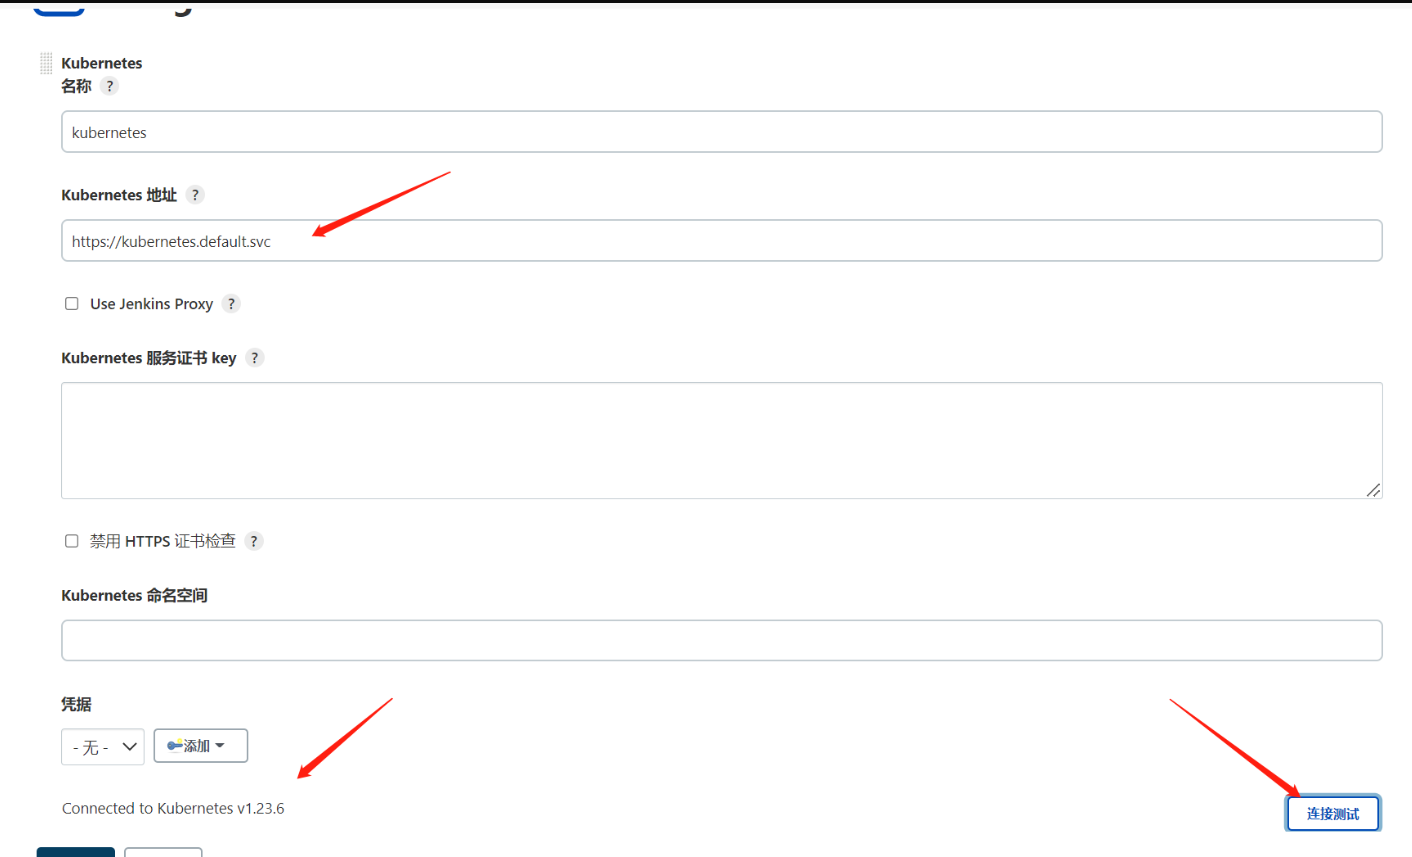 Kubernetes
名称 ?
kubernetes
Kubernetes 地址 ?
https://kubernetes.default.svc
Use Jenkins Proxy ?
Kubernetes 服务证书 key ?
禁用 HTTPS 证书检查 ?
Kubernetes 命名空间
凭据
- 无 - 添加
Connected to Kubernetes v1.23.6
连接测试